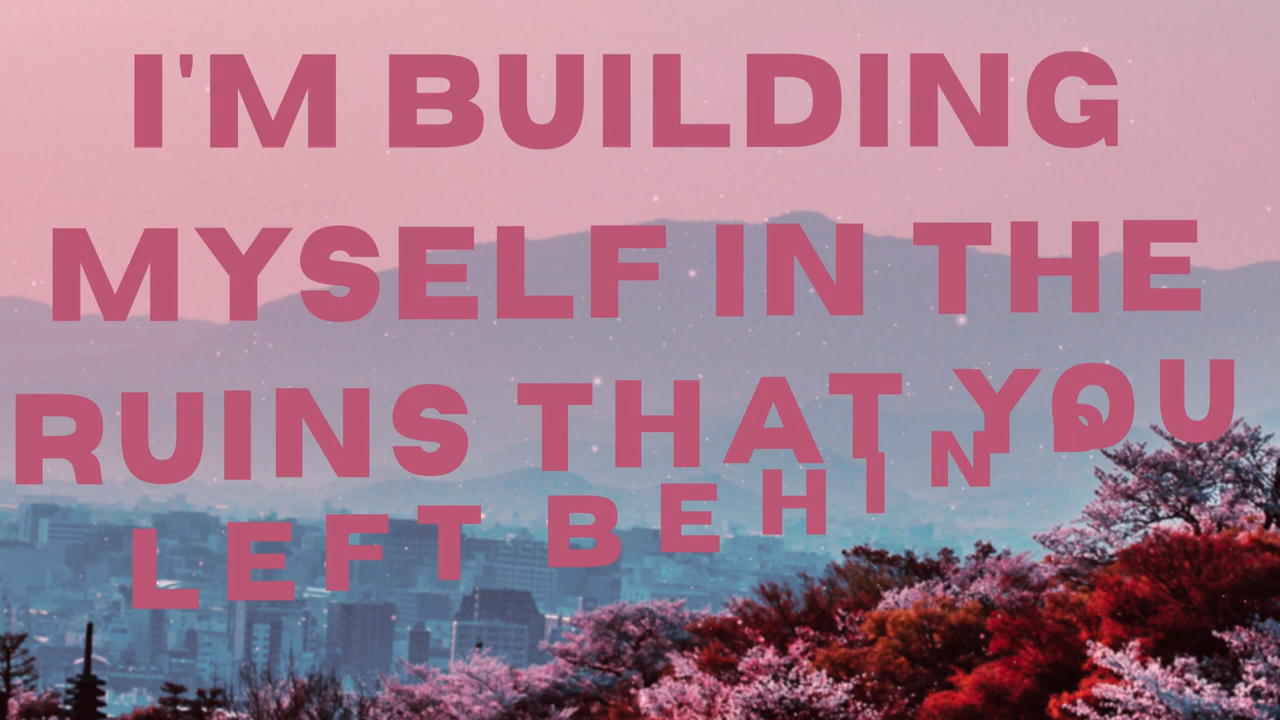 I'M BUILDING
MYSELF IN THE
RUINS THAT YOU
LEFT BEHIND